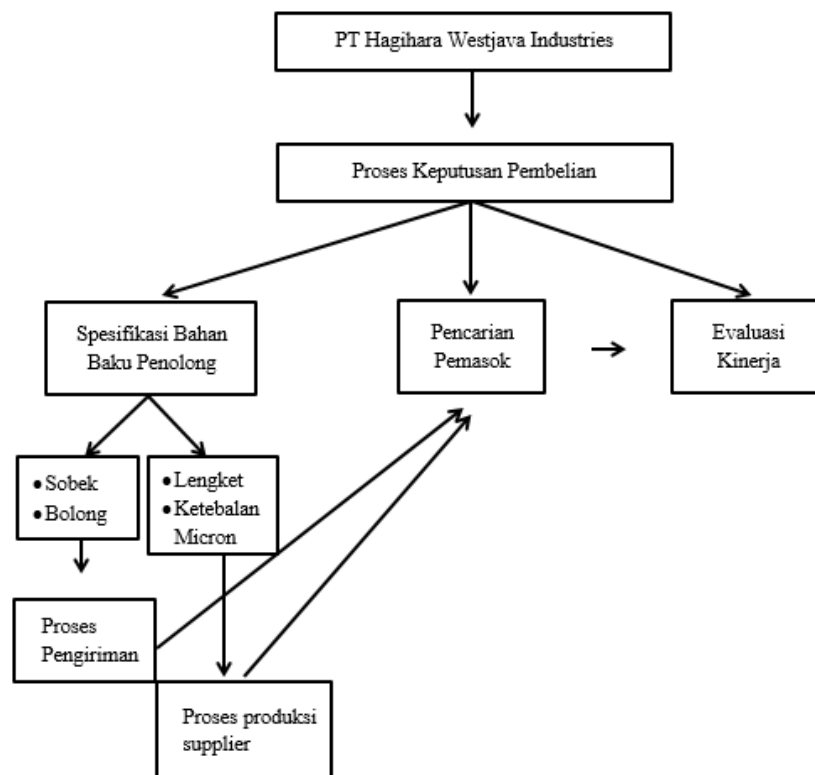 PT Hagihara Westjava Industries
Proses Keputusan Pembelian
Spesifikasi Bahan
Baku Penolong
Pencarian
Pemasok
Evaluasi
Kinerja
•Sobek
•Bolong
•Lengket
•Ketebalan
Micron
Proses
Pengiriman
Proses produksi
supplier